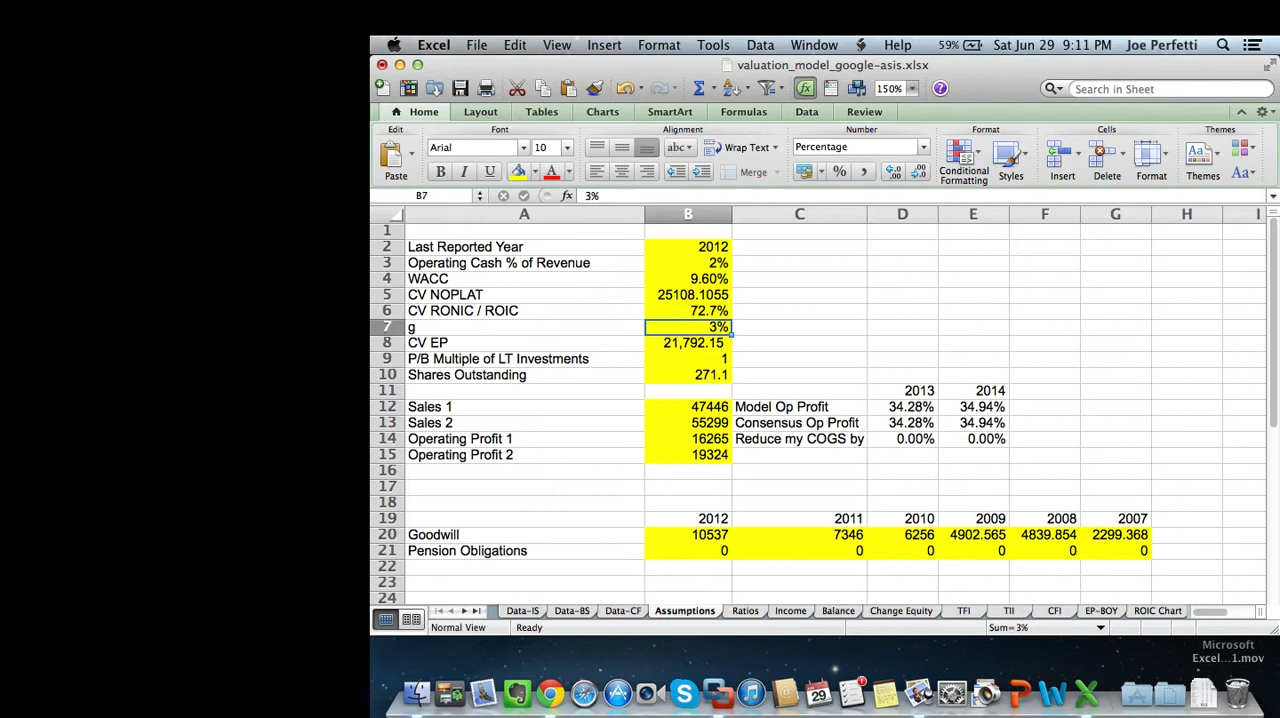 Excel File Edit View Insert Format Tools Data Window Help 59% Sat Jun 29 9:11 PM Joe Perfetti
valuation_model_google-asis.xlsx
150% Search in Sheet
Home Layout Tables Charts SmartArt Formulas Data Review
Edit Font Alignment Number Format Cells Themes
Arial 10 abc Wrap Text Percentage
Paste B I U A Merge % Conditional Formatting Styles Insert Delete Format Themes Aa
B7 fx 3%
A B C D E F G H I
1
2 Last Reported Year 2012
3 Operating Cash % of Revenue 2%
4 WACC 9.60%
5 CV NOPLAT 25108.1055
6 CV RONIC / ROIC 72.7%
7 g 3%
8 CV EP 21,792.15
9 P/B Multiple of LT Investments 1
10 Shares Outstanding 271.1
11 2013 2014
12 Sales 1 47446 Model Op Profit 34.28% 34.94%
13 Sales 2 55299 Consensus Op Profit 34.28% 34.94%
14 Operating Profit 1 16265 Reduce my COGS by 0.00% 0.00%
15 Operating Profit 2 19324
16
17
18
19 2012 2011 2010 2009 2008 2007
20 Goodwill 10537 7346 6256 4902.565 4839.854 2299.368
21 Pension Obligations 0 0 0 0 0 0
22
23
24
Data-IS Data-BS Data-CF Assumptions Ratios Income Balance Change Equity TFI TII CFI EP-BOY ROIC Chart
Normal View Ready Sum=3%
Microsoft
Excel...1.mov